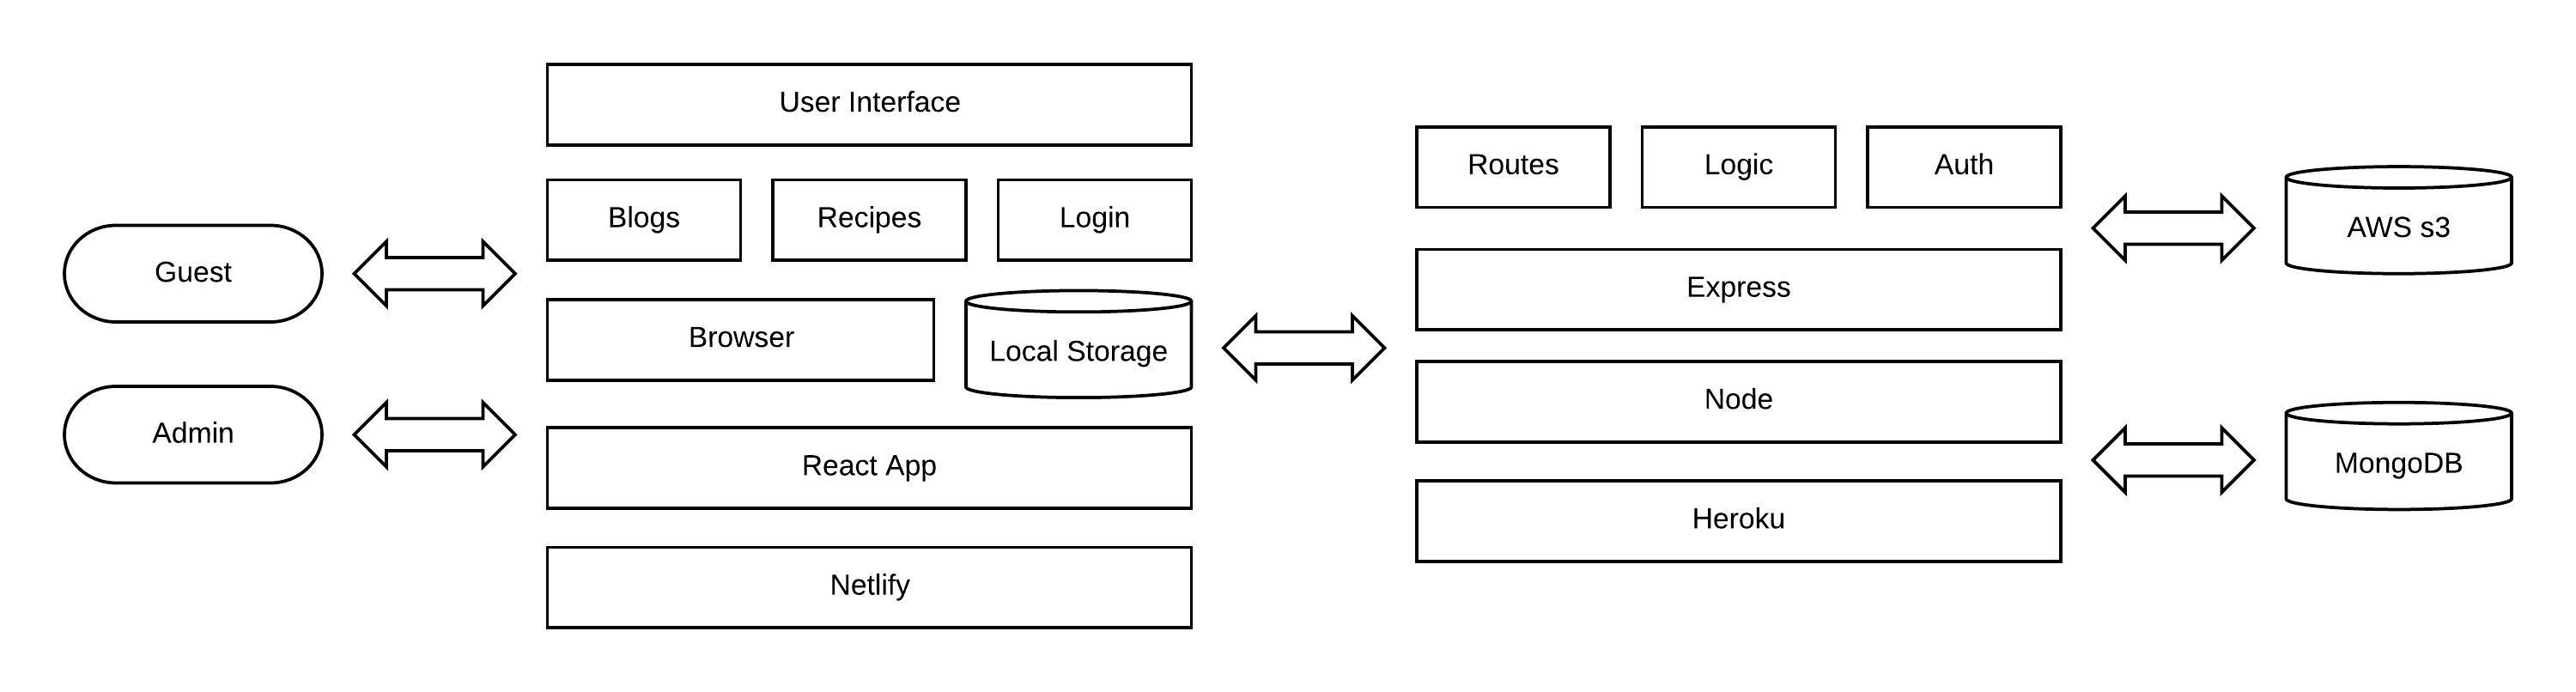 Guest
Admin
User Interface
Blogs
Recipes
Login
Browser
Local Storage
React App
Netlify
Routes
Logic
Auth
Express
Node
Heroku
AWS s3
MongoDB